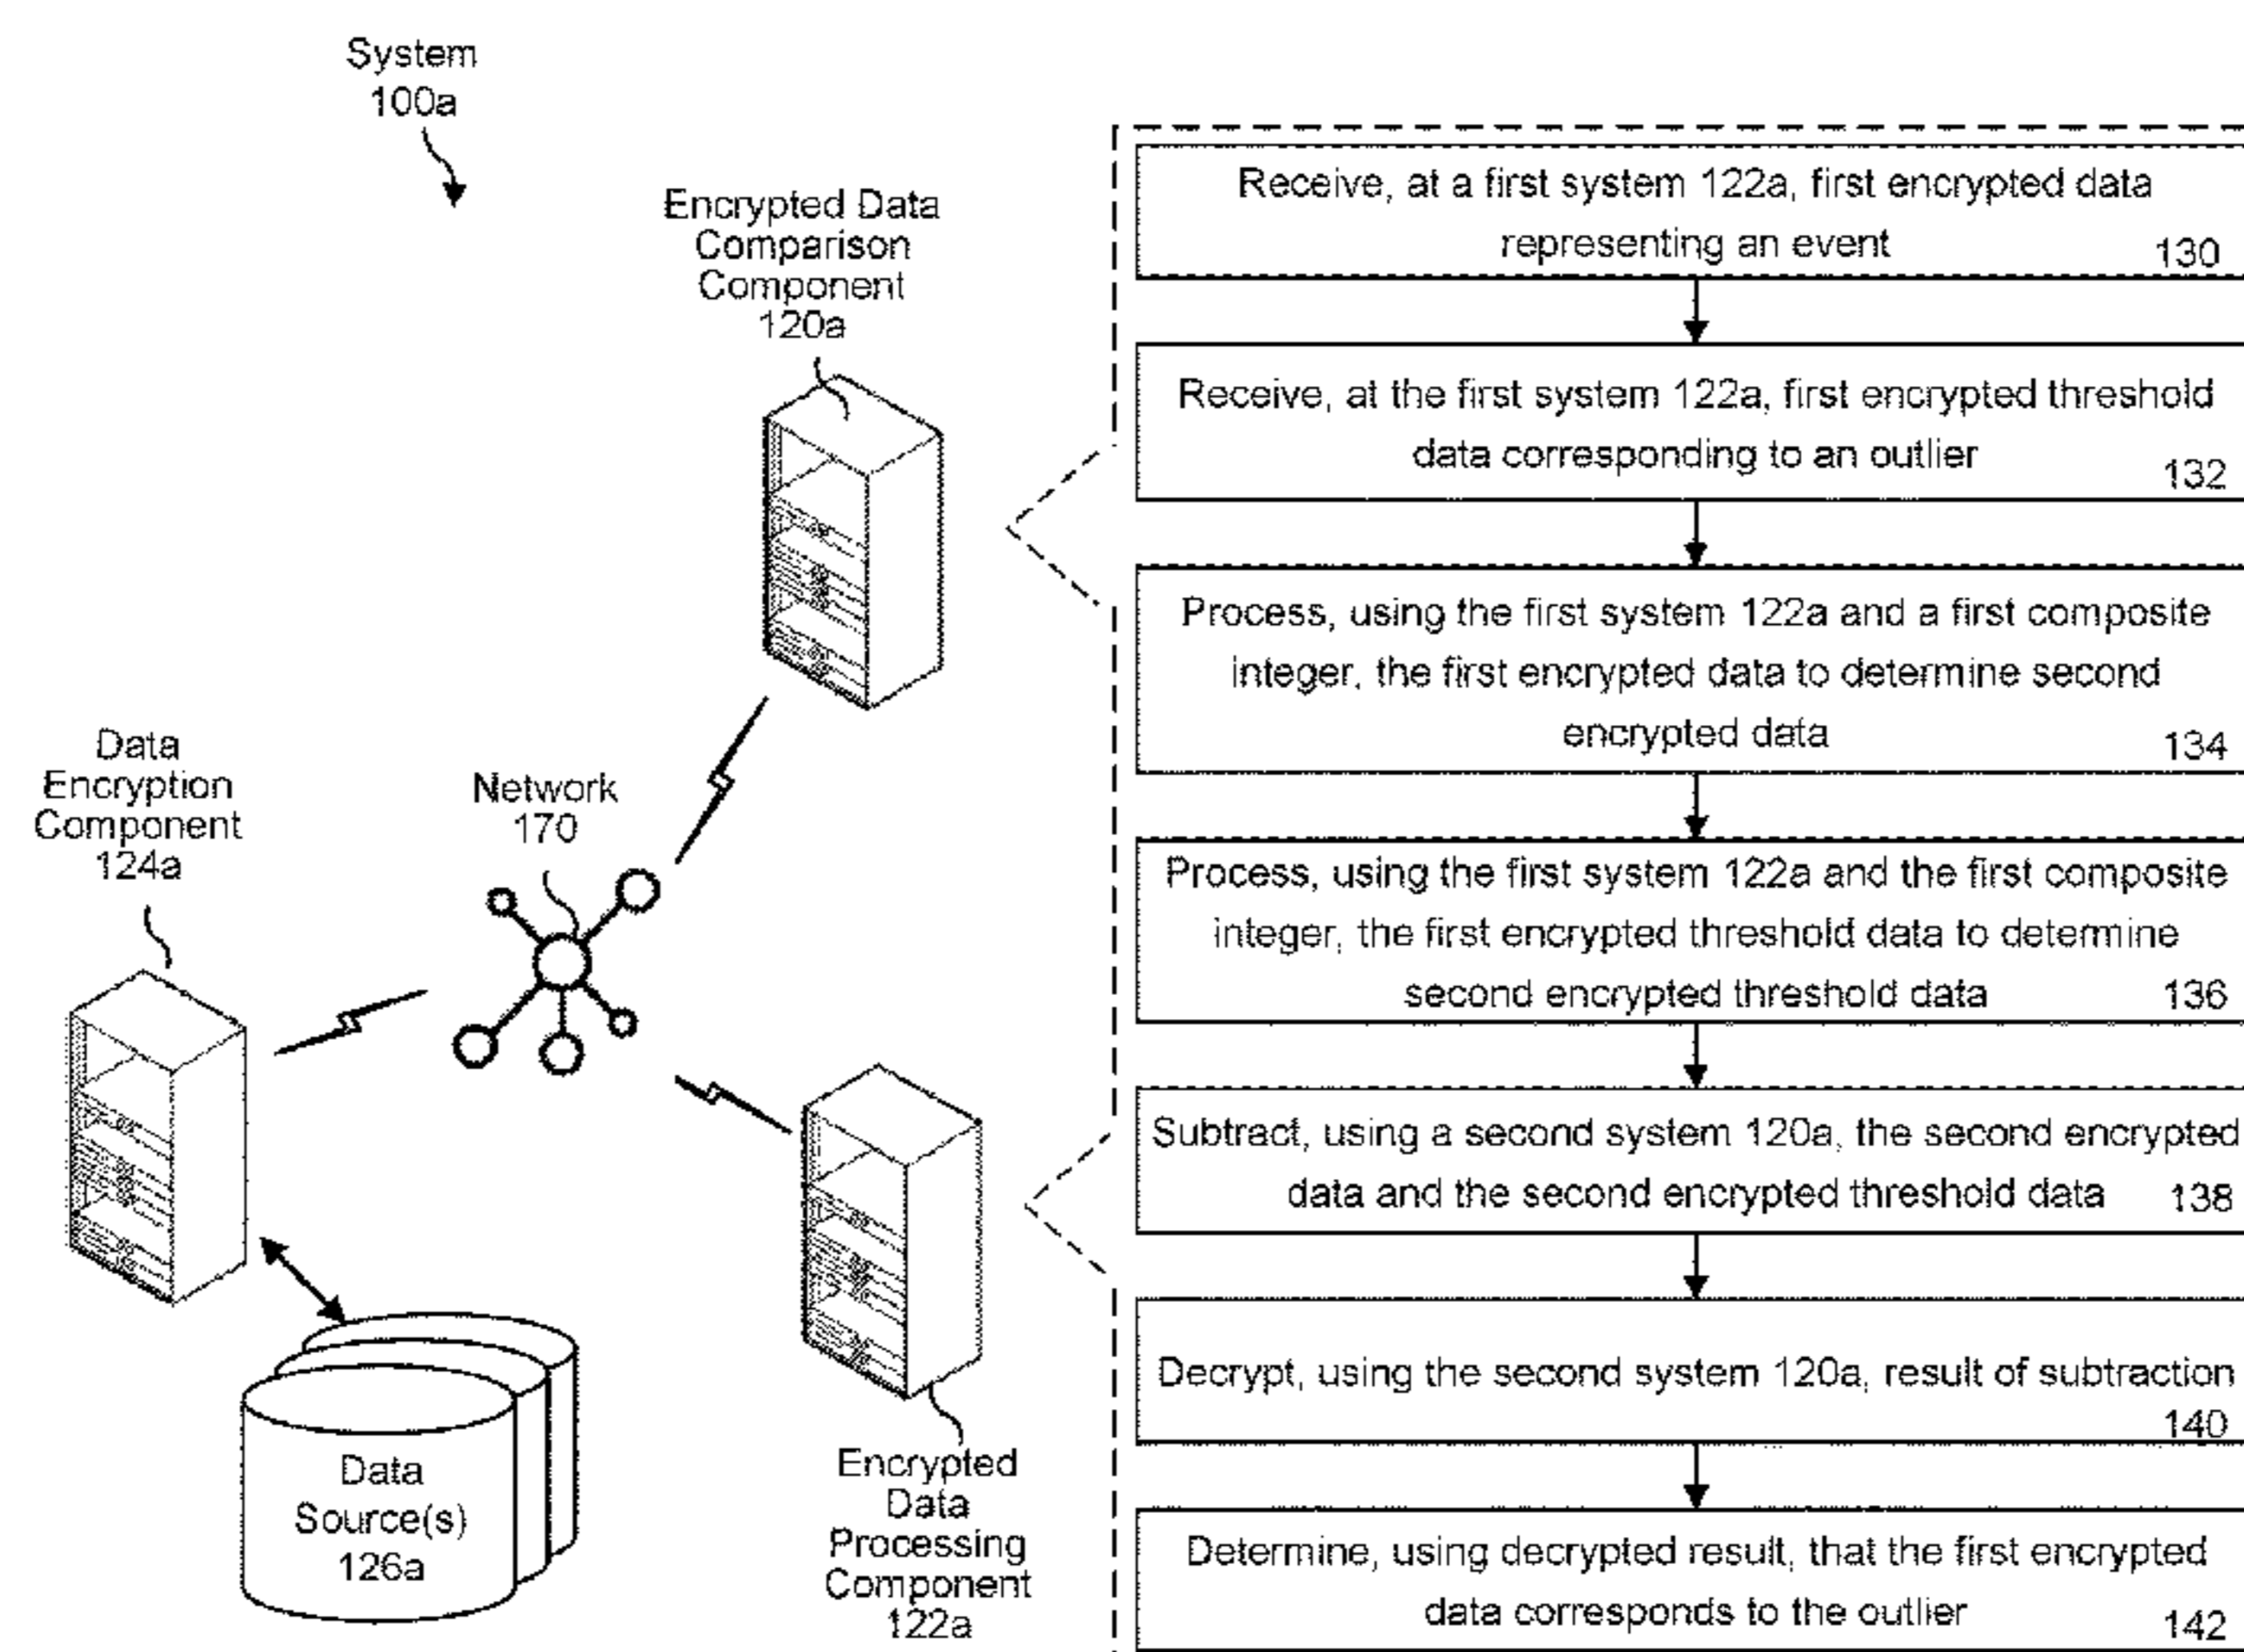 System
100a
Encrypted Data
Comparison
Component
120a
Data
Encryption
Component
124a
Network
170
Data
Source(s)
126a
Encrypted
Data
Processing
Component
122a
Receive, at a first system 122a, first encrypted data
representing an event
130
Receive, at the first system 122a, first encrypted threshold
data corresponding to an outlier
132
Process, using the first system 122a and a first composite
integer, the first encrypted data to determine second
encrypted data
134
Process, using the first system 122a and the first composite
integer, the first encrypted threshold data to determine
second encrypted threshold data
136
Subtract, using a second system 120a, the second encrypted
data and the second encrypted threshold data
138
Decrypt, using the second system 120a, result of subtraction
140
Determine, using decrypted result, that the first encrypted
data corresponds to the outlier
142